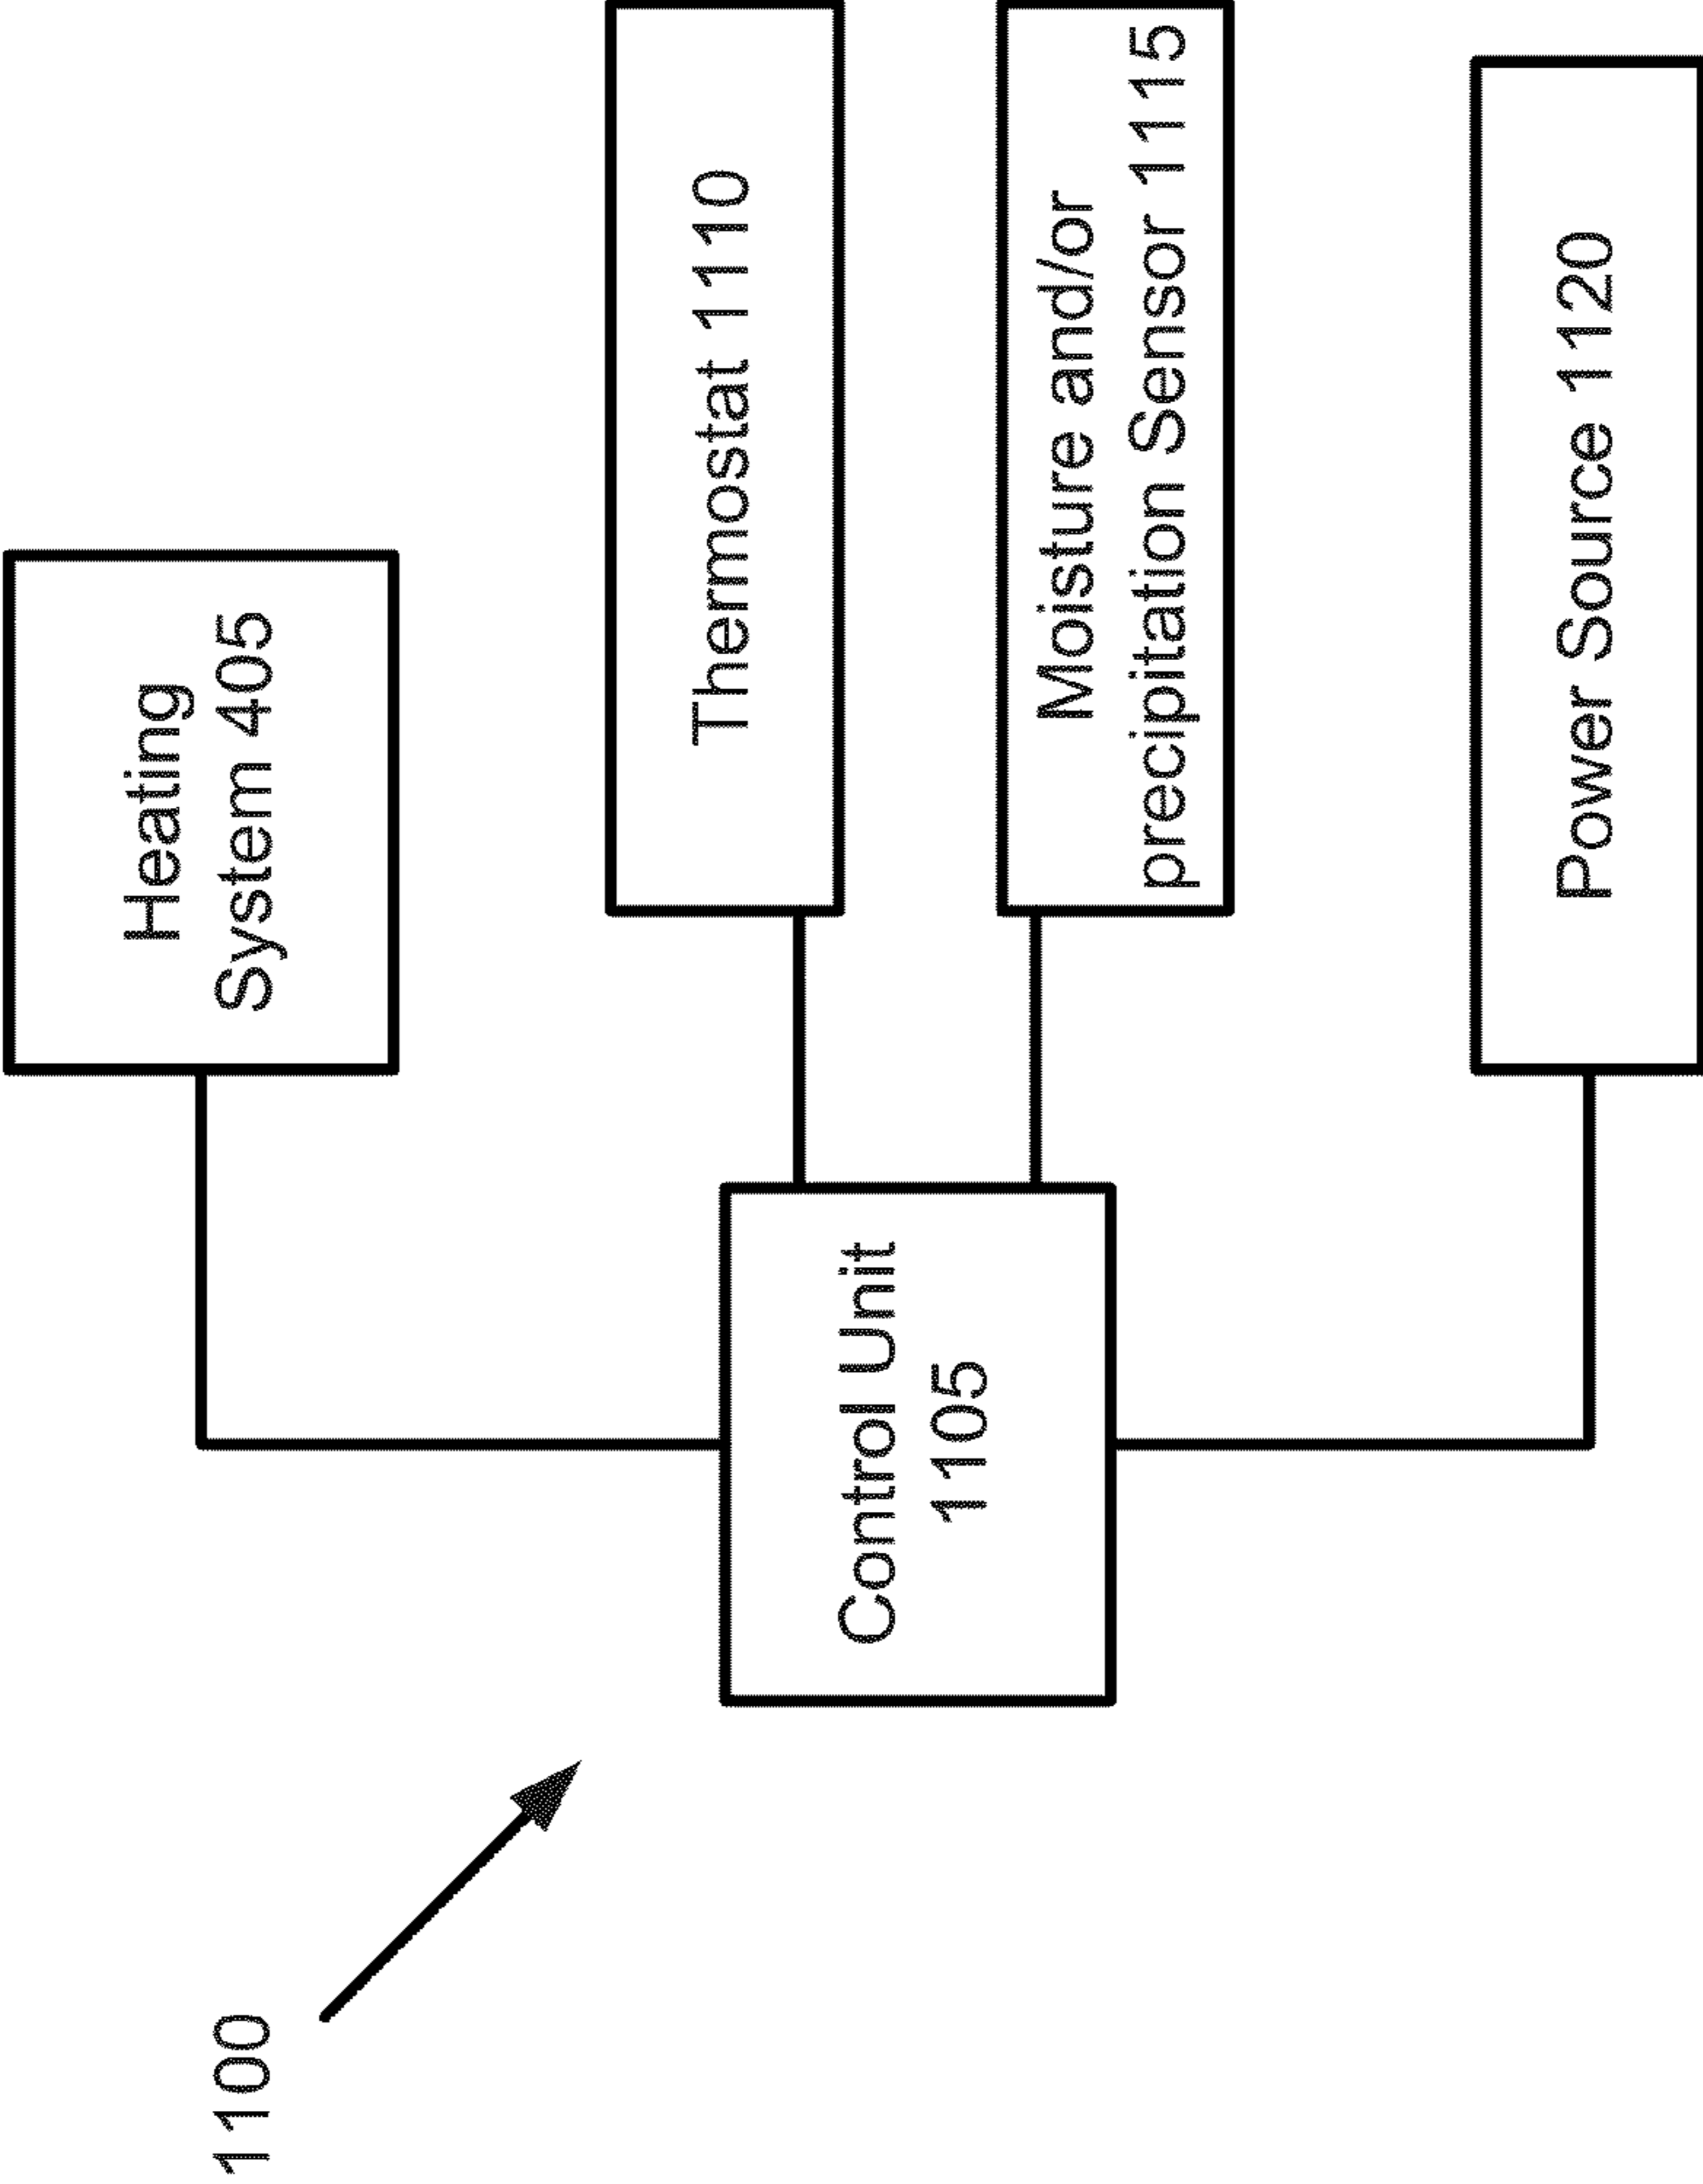 1100
Heating
System 405
Control Unit
1105
Thermostat 1110
Moisture and/or
precipitation Sensor 1115
Power Source 1120